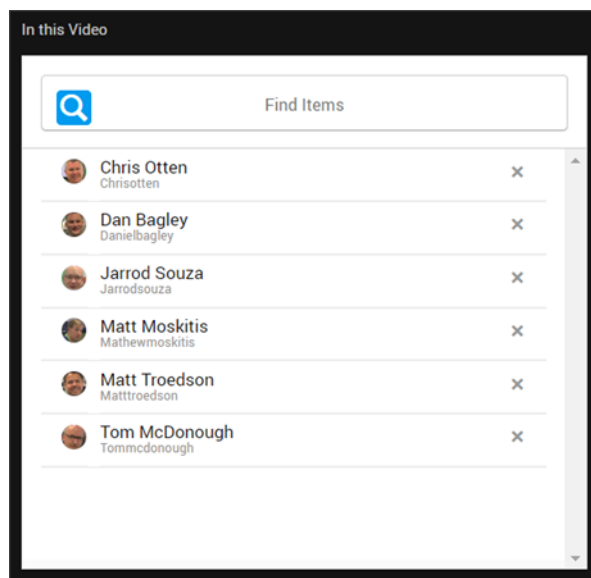 In this Video
Find Items
Chris Otten
Chrisotten
Dan Bagley
Danielbagley
Jarrod Souza
Jarrodsouza
Matt Moskitis
Mathewmoskitis
Matt Troedson
Matttroedson
Tom McDonough
Tommcdonough